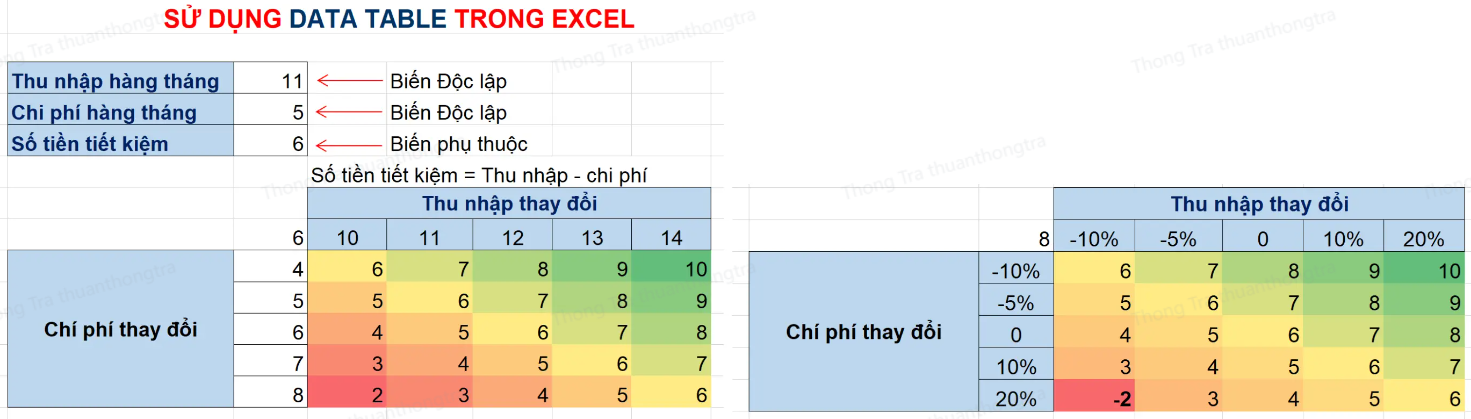 SỬ DỤNG DATA TABLE TRONG EXCEL
Thu nhập hàng tháng 11 Biến Độc lập
Chi phí hàng tháng 5 Biến Độc lập
Số tiền tiết kiệm 6 Biến phụ thuộc
Số tiền tiết kiệm = Thu nhập - chi phí
Thu nhập thay đổi
6 10 11 12 13 14
4 6 7 8 9 10
5 5 6 7 8 9
Chí phí thay đổi 6 4 5 6 7 8
7 3 4 5 6 7
8 2 3 4 5 6
Thu nhập thay đổi
8 -10% -5% 0 10% 20%
-10% 6 7 8 9 10
-5% 5 6 7 8 9
Chí phí thay đổi 0 4 5 6 7 8
10% 3 4 5 6 7
20% -2 3 4 5 6
Thong Tra thuanthongtra
Thong Tra thuanthongtra
Thong Tra thuanthongtra